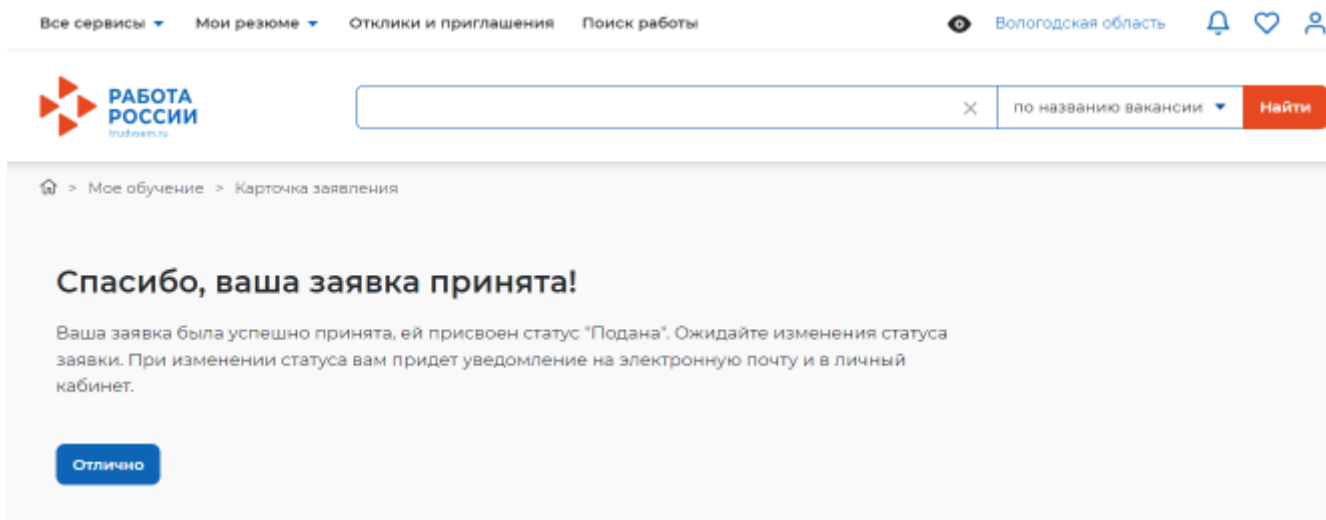 Все сервисы Мои резюме Отклики и приглашения Поиск работы Вологодская область
РАБОТА
РОССИИ
trudvsem.ru
по названию вакансии Найти
> Мое обучение > Карточка заявления
Спасибо, ваша заявка принята!
Ваша заявка была успешно принята, ей присвоен статус "Подана". Ожидайте изменения статуса
заявки. При изменении статуса вам придет уведомление на электронную почту и в личный
кабинет.
Отлично